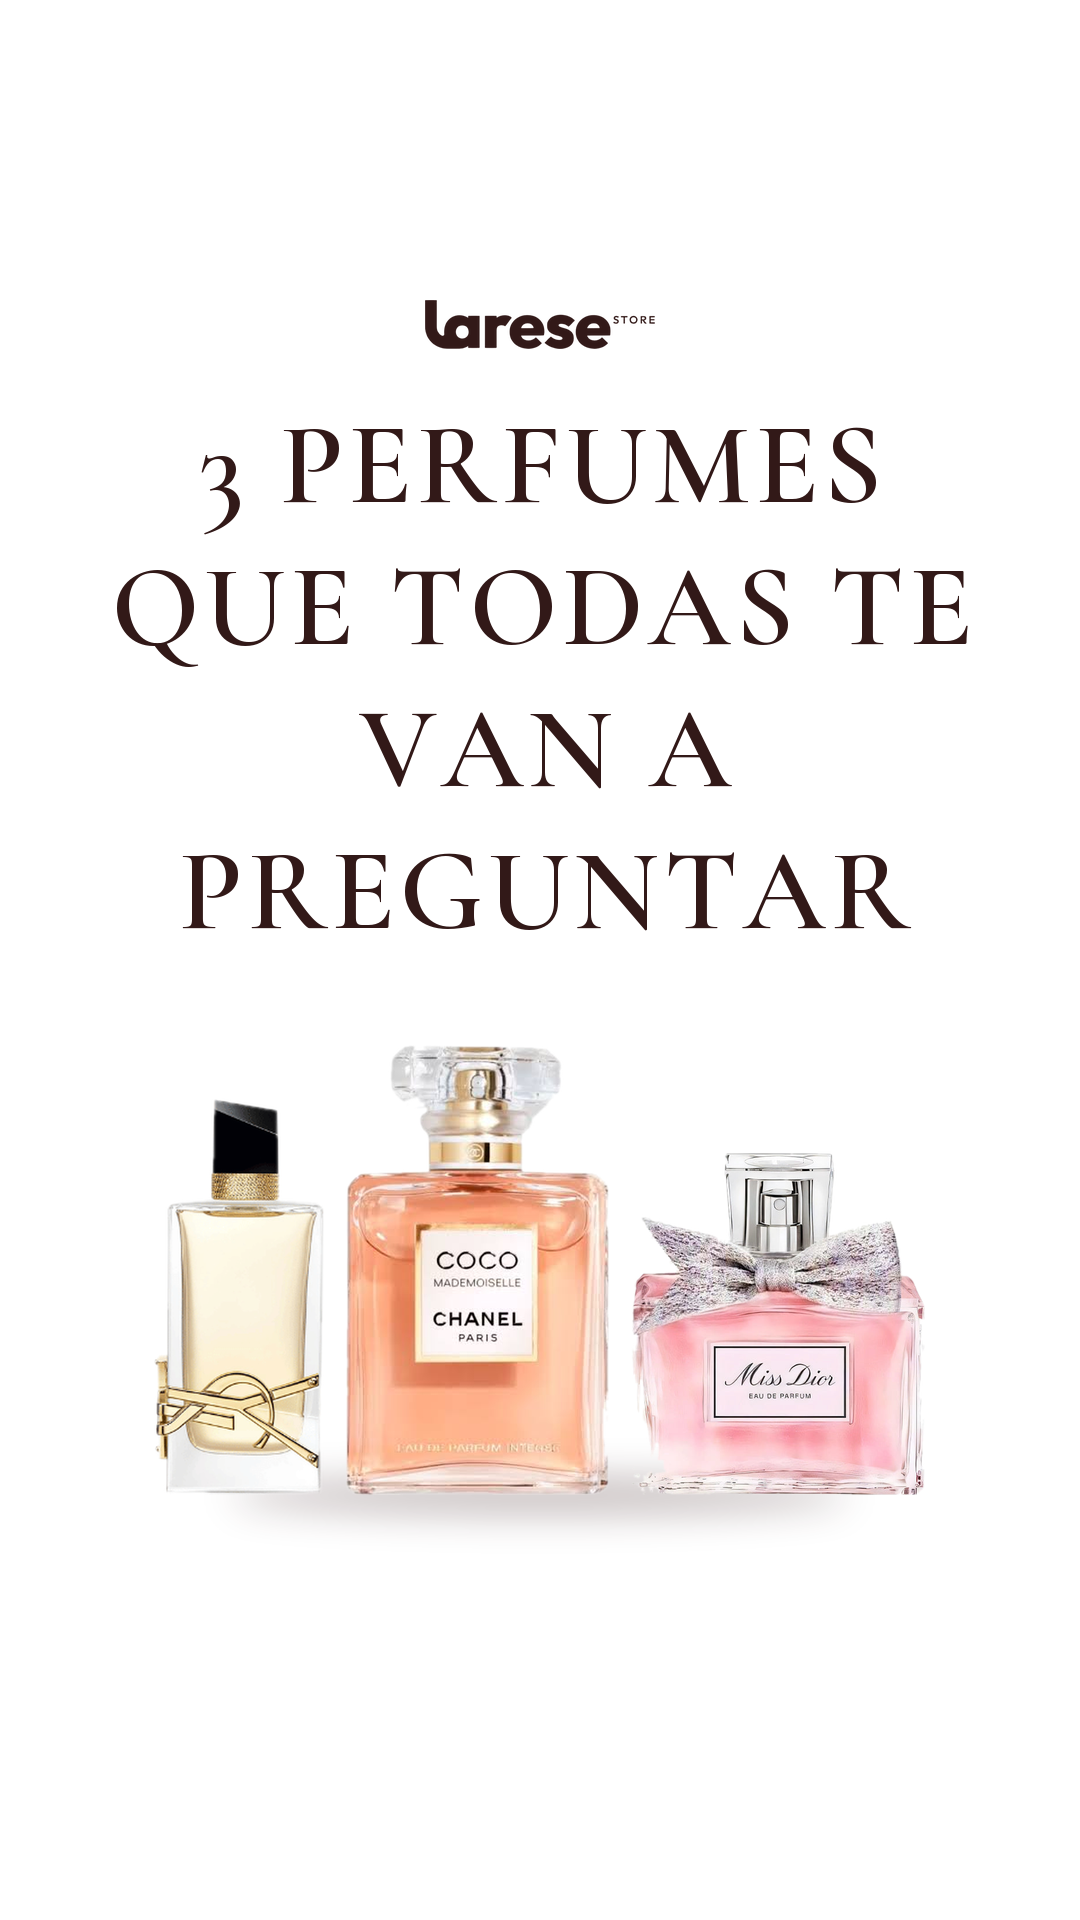 Larese STORE
3 PERFUMES
QUE TODAS TE
VAN A
PREGUNTAR
COCO
MADEMOISELLE
CHANEL
PARIS
EAU DE PARFUM INTENSE
Miss Dior
EAU DE PARFUM